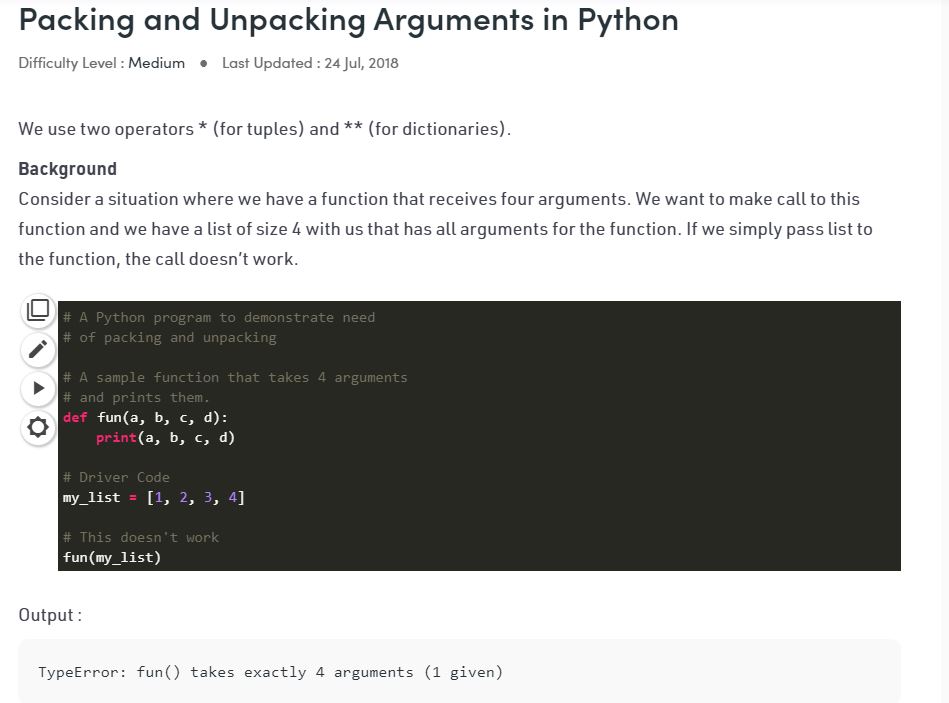 Packing and Unpacking Arguments in Python
Difficulty Level : Medium ● Last Updated : 24 Jul, 2018
We use two operators * (for tuples) and ** (for dictionaries).
Background
Consider a situation where we have a function that receives four arguments. We want to make call to this
function and we have a list of size 4 with us that has all arguments for the function. If we simply pass list to
the function, the call doesn’t work.
# A Python program to demonstrate need
# of packing and unpacking
# A sample function that takes 4 arguments
# and prints them.
def fun(a, b, c, d):
    print(a, b, c, d)
# Driver Code
my_list = [1, 2, 3, 4]
# This doesn't work
fun(my_list)
Output :
TypeError: fun() takes exactly 4 arguments (1 given)